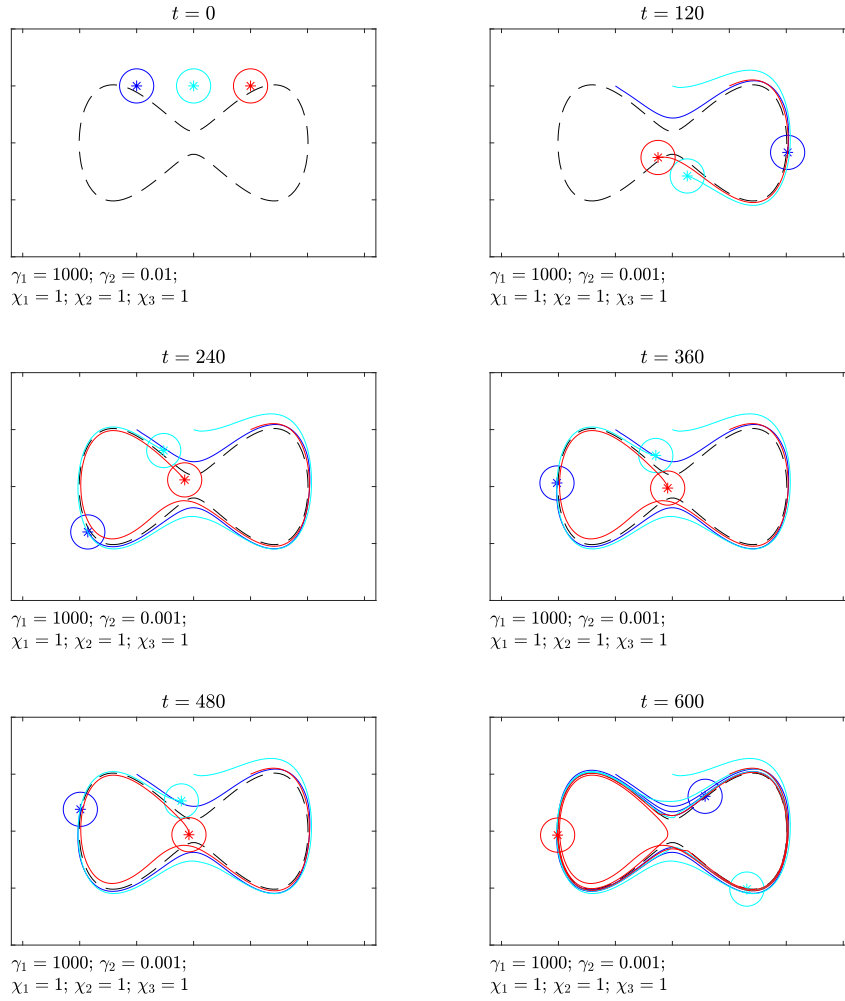 t = 0
t = 120
γ₁ = 1000; γ₂ = 0.01;
χ₁ = 1; χ₂ = 1; χ₃ = 1
γ₁ = 1000; γ₂ = 0.001;
χ₁ = 1; χ₂ = 1; χ₃ = 1
t = 240
t = 360
γ₁ = 1000; γ₂ = 0.001;
χ₁ = 1; χ₂ = 1; χ₃ = 1
γ₁ = 1000; γ₂ = 0.001;
χ₁ = 1; χ₂ = 1; χ₃ = 1
t = 480
t = 600
γ₁ = 1000; γ₂ = 0.001;
χ₁ = 1; χ₂ = 1; χ₃ = 1
γ₁ = 1000; γ₂ = 0.001;
χ₁ = 1; χ₂ = 1; χ₃ = 1